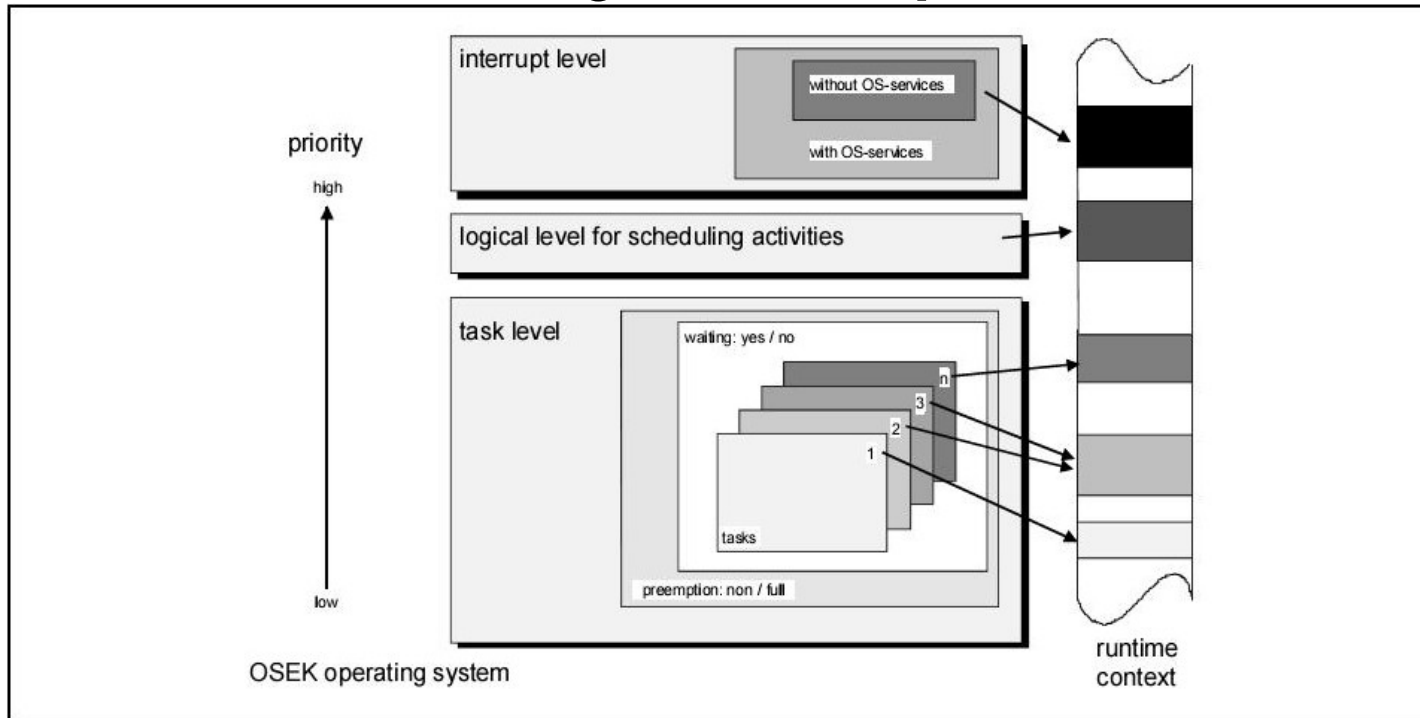 interrupt level
without OS-services
with OS-services
priority
high
logical level for scheduling activities
task level
waiting: yes / no
n
3
2
1
tasks
preemption: non / full
low
OSEK operating system
runtime
context